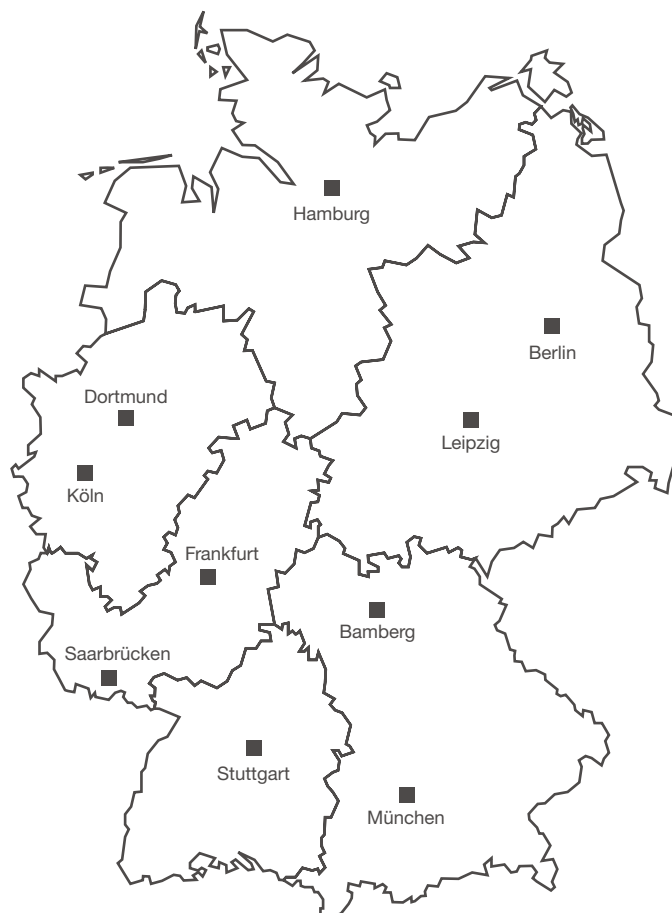 Hamburg
Berlin
Dortmund
Leipzig
Köln
Frankfurt
Bamberg
Saarbrücken
Stuttgart
München